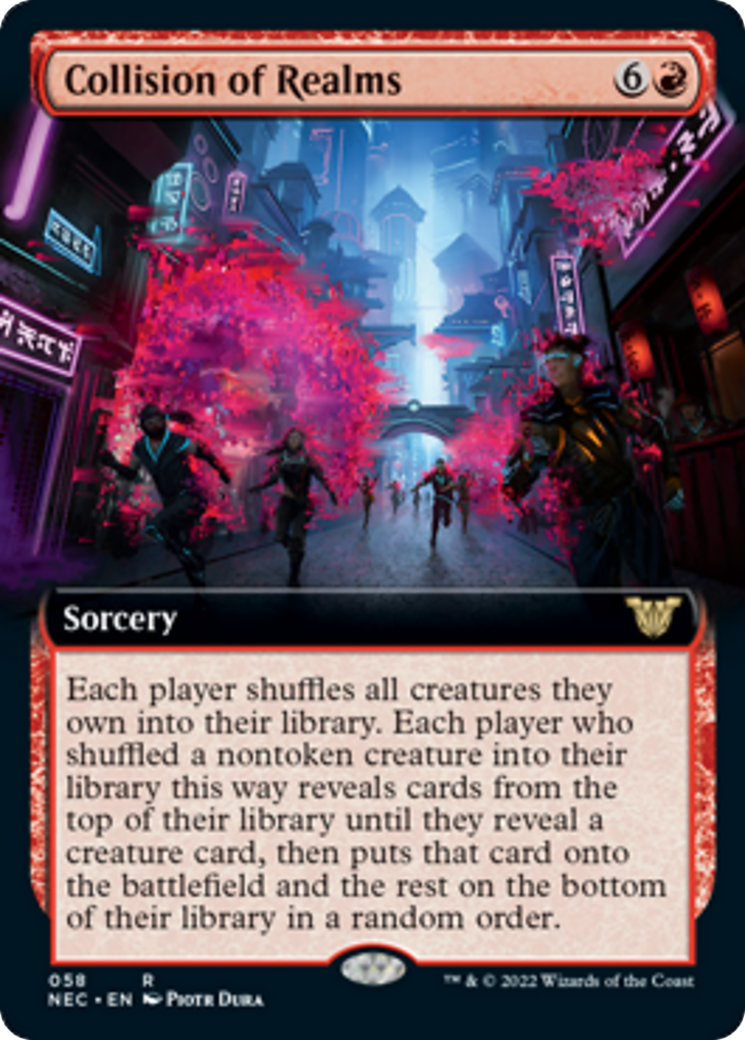 Collision of Realms 6
Sorcery
Each player shuffles all creatures they
own into their library. Each player who
shuffled a nontoken creature into their
library this way reveals cards from the
top of their library until they reveal a
creature card, then puts that card onto
the battlefield and the rest on the bottom
of their library in a random order.
058 R
NEC • EN Piotr Dura
™ & © 2022 Wizards of the Coast